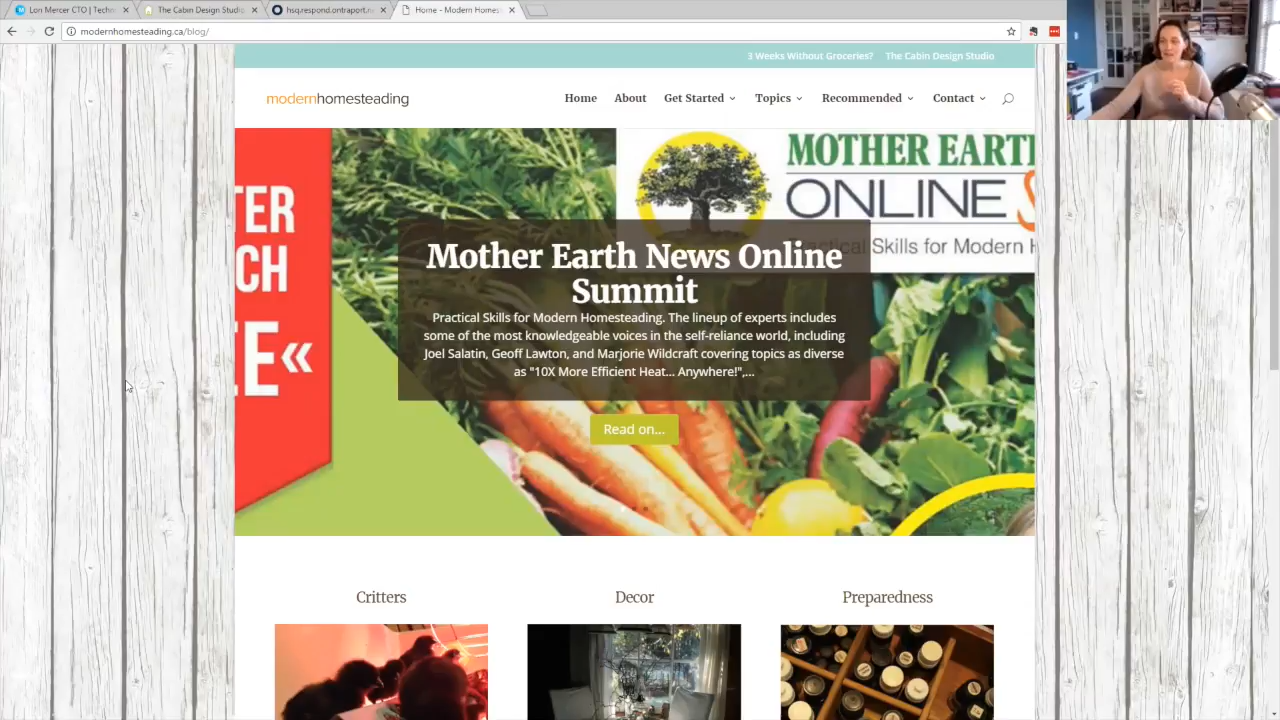 Lon Mercer CTO | Techn
The Cabin Design Studio
hsq.respond.ontraport.n
Home - Modern Homest
modernhomesteading.ca/blog/
3 Weeks Without Groceries?
The Cabin Design Studio
modernhomesteading
Home
About
Get Started
Topics
Recommended
Contact
TER
CH
E«
MOTHER EART
ONLINE S
Practical Skills for Modern H
Mother Earth News Online
Summit
Practical Skills for Modern Homesteading. The lineup of experts includes
some of the most knowledgeable voices in the self-reliance world, including
Joel Salatin, Geoff Lawton, and Marjorie Wildcraft covering topics as diverse
as "10X More Efficient Heat... Anywhere!",...
Read on...
Critters
Decor
Preparedness